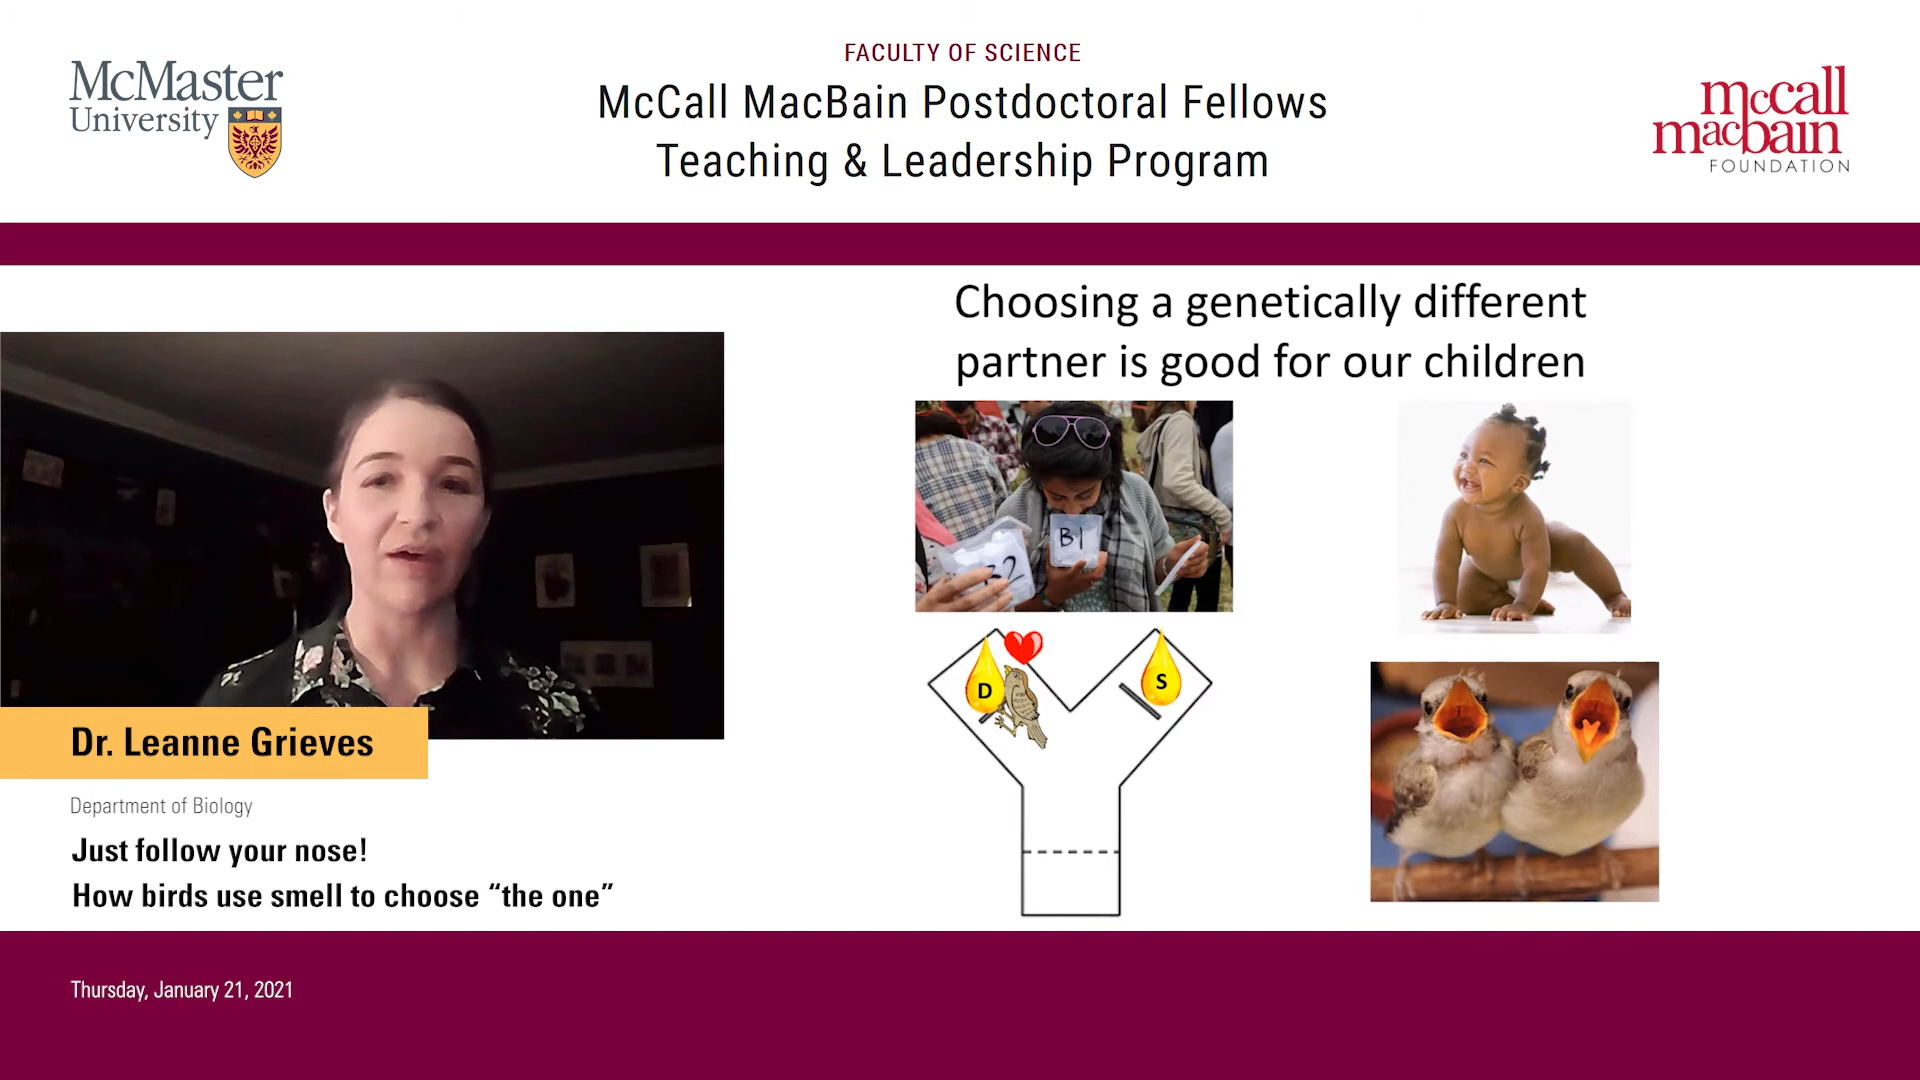 McMaster
University
FACULTY OF SCIENCE
McCall MacBain Postdoctoral Fellows
Teaching & Leadership Program
mccall
macbain
FOUNDATION
Choosing a genetically different
partner is good for our children
B1
B2
D
S
Dr. Leanne Grieves
Department of Biology
Just follow your nose!
How birds use smell to choose “the one”
Thursday, January 21, 2021